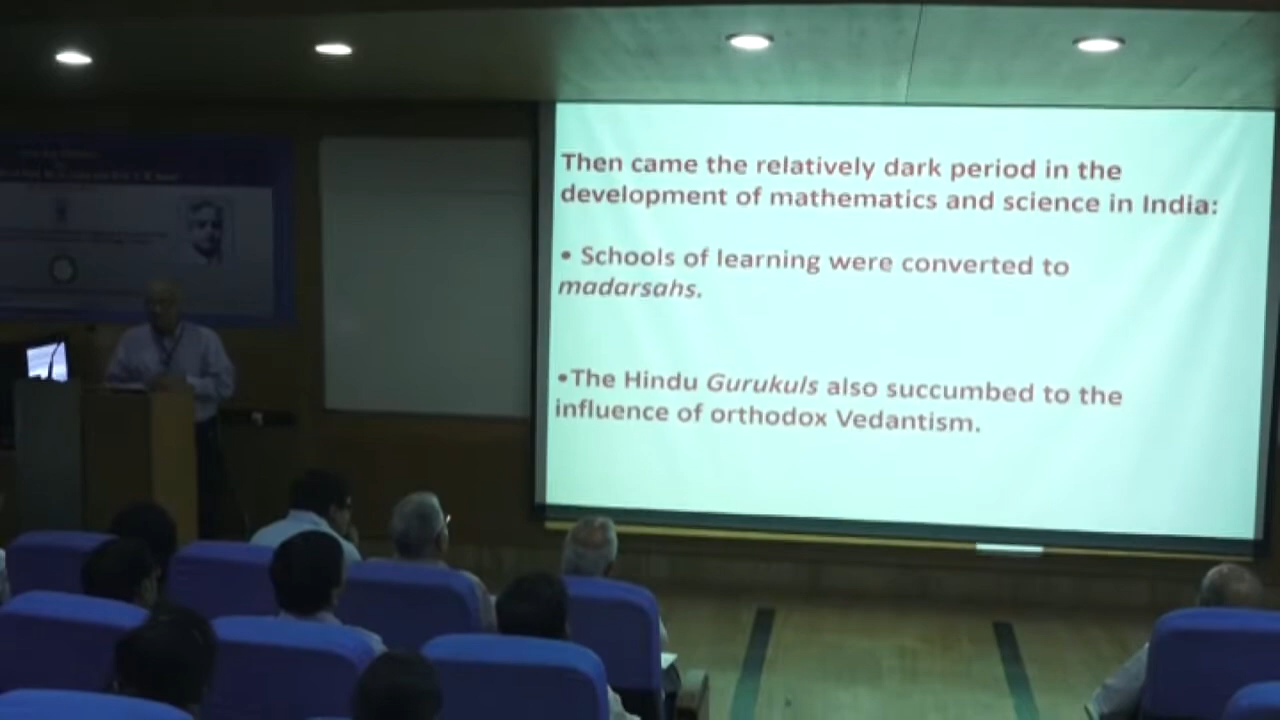 Then came the relatively dark period in the
development of mathematics and science in India:
• Schools of learning were converted to
madarsahs.
•The Hindu Gurukuls also succumbed to the
influence of orthodox Vedantism.